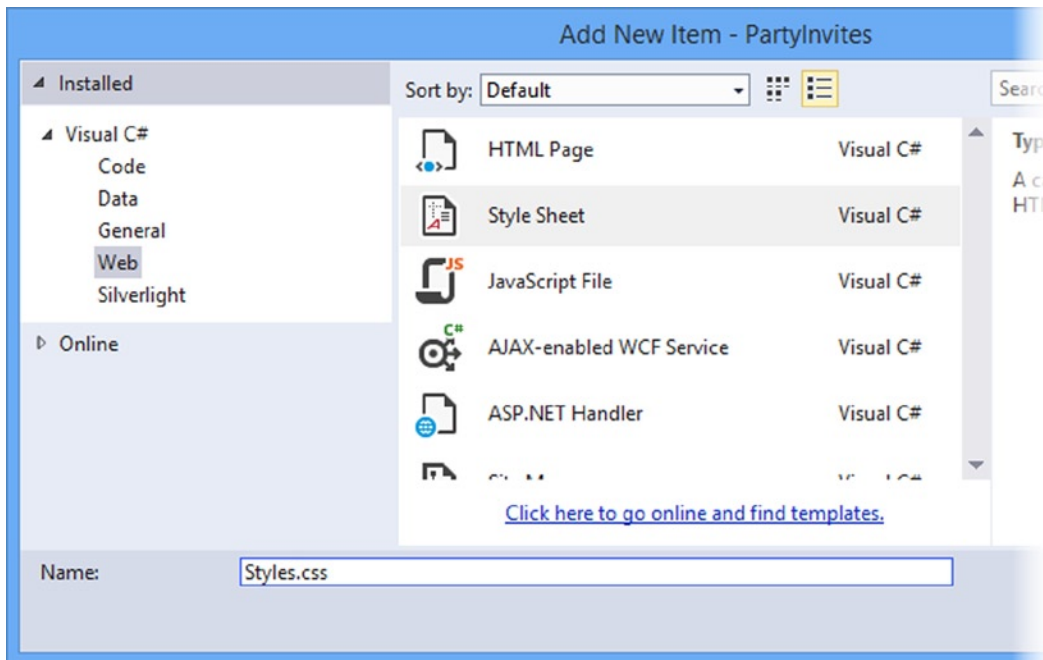 Add New Item - PartyInvites
Installed
Sort by: Default
Visual C#
Code
Data
General
Web
Silverlight
Online
HTML Page Visual C#
Style Sheet Visual C#
JS
JavaScript File Visual C#
C#
AJAX-enabled WCF Service Visual C#
ASP.NET Handler Visual C#
Click here to go online and find templates.
Name: Styles.css